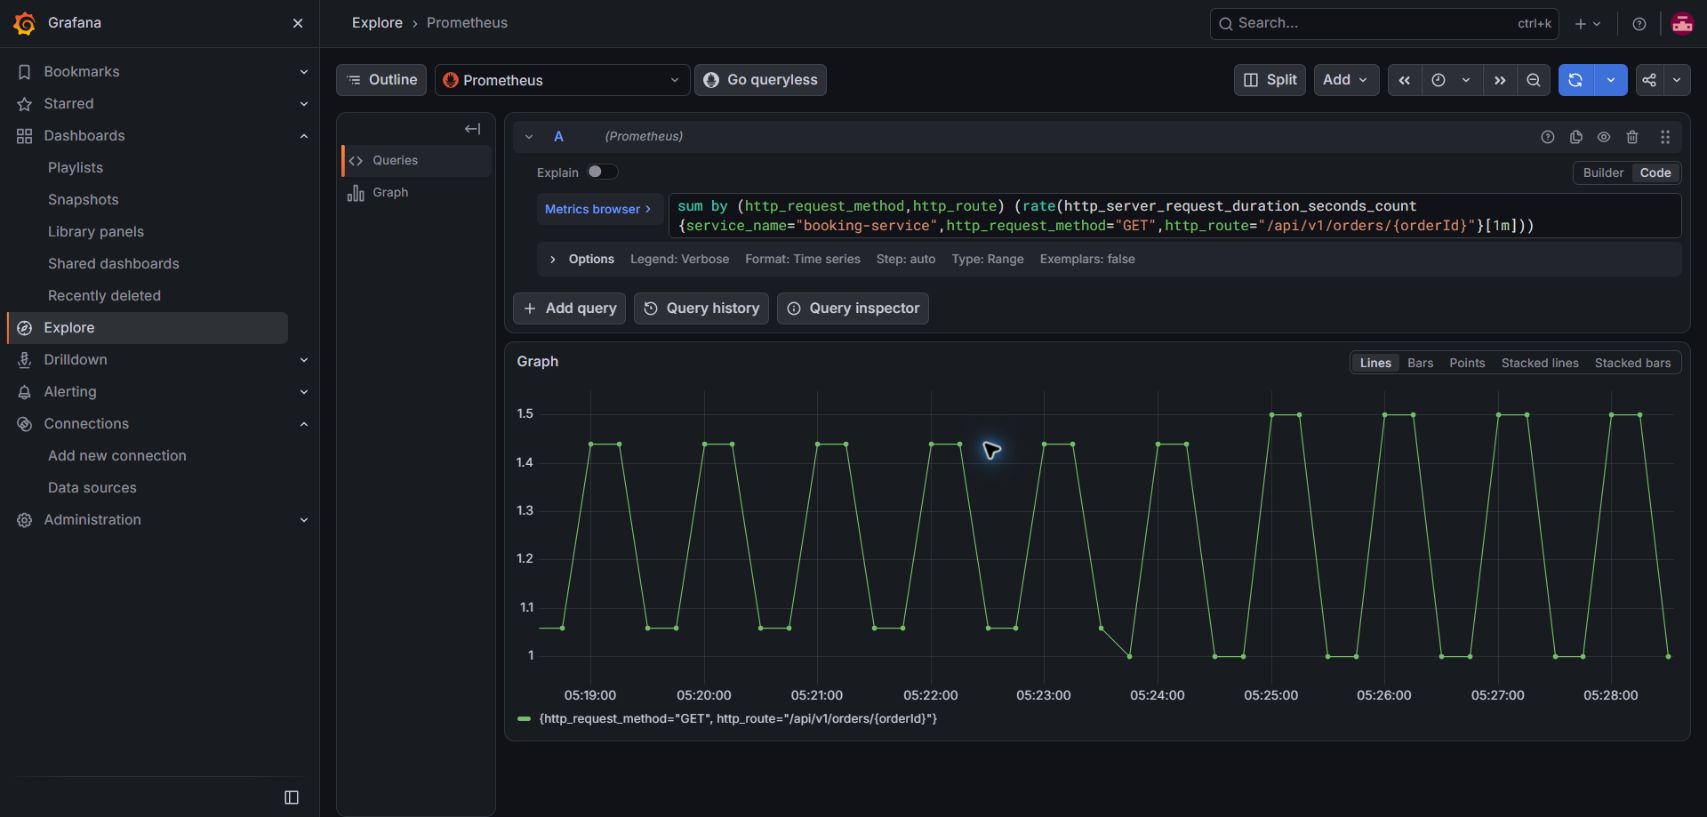 Grafana
Explore › Prometheus
Search...
ctrl+k
Bookmarks
Starred
Dashboards
Playlists
Snapshots
Library panels
Shared dashboards
Recently deleted
Explore
Drilldown
Alerting
Connections
Add new connection
Data sources
Administration
Outline
Prometheus
Go queryless
Split
Add
Queries
Graph
A
(Prometheus)
Explain
Builder
Code
Metrics browser
sum by (http_request_method,http_route) (rate(http_server_request_duration_seconds_count
{service_name="booking-service",http_request_method="GET",http_route="/api/v1/orders/{orderId}"}[1m]))
Options Legend: Verbose Format: Time series Step: auto Type: Range Exemplars: false
Add query
Query history
Query inspector
Graph
Lines Bars Points Stacked lines Stacked bars
1.5
1.4
1.3
1.2
1.1
1
05:19:00 05:20:00 05:21:00 05:22:00 05:23:00 05:24:00 05:25:00 05:26:00 05:27:00 05:28:00
{http_request_method="GET", http_route="/api/v1/orders/{orderId}"}